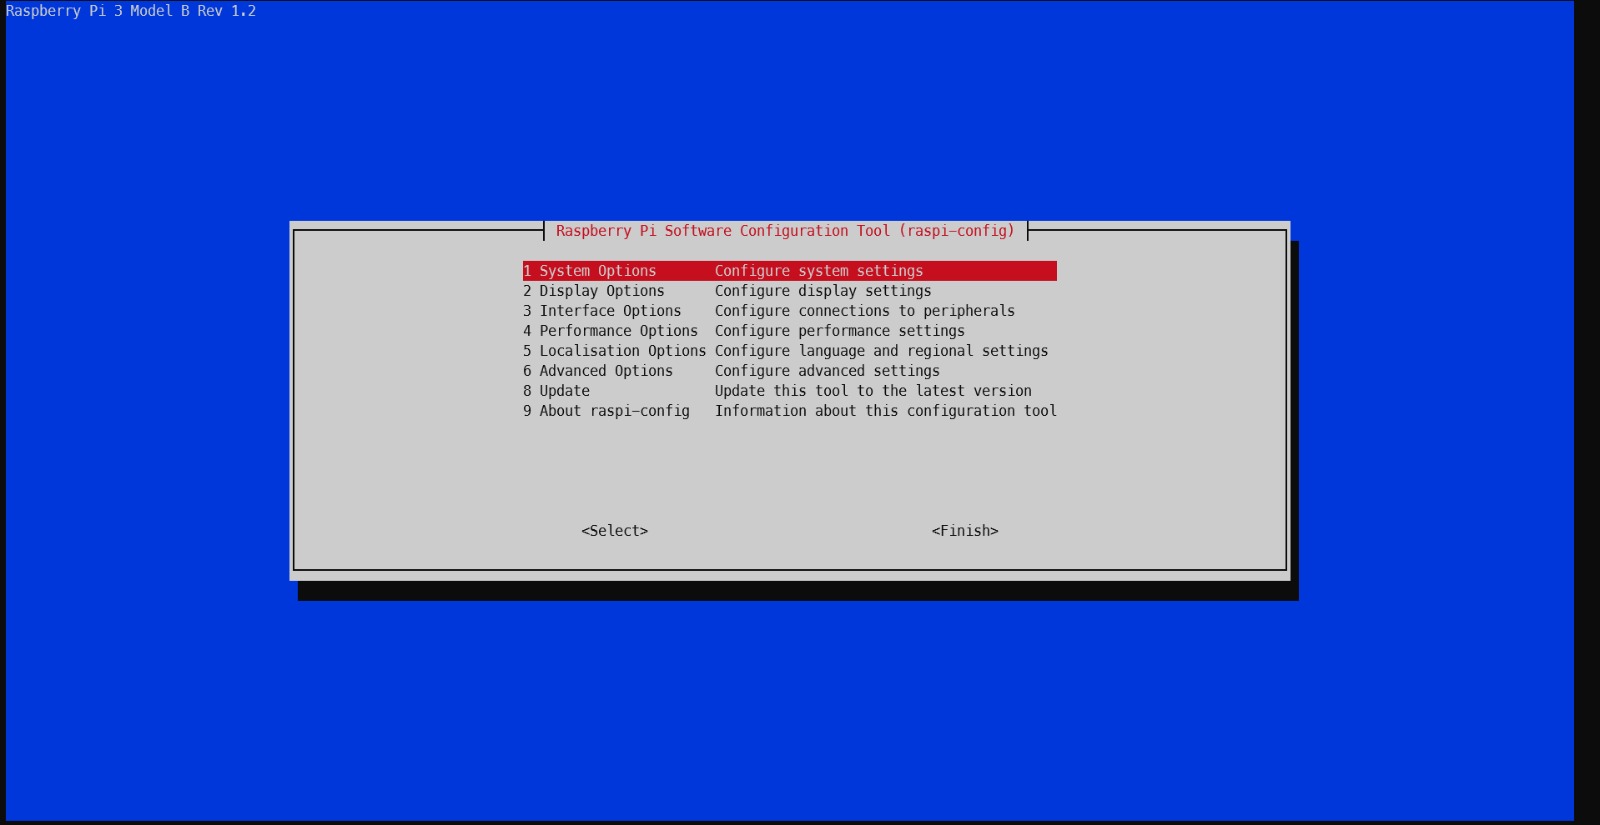 Raspberry Pi 3 Model B Rev 1.2
Raspberry Pi Software Configuration Tool (raspi-config)
1 System Options Configure system settings
2 Display Options Configure display settings
3 Interface Options Configure connections to peripherals
4 Performance Options Configure performance settings
5 Localisation Options Configure language and regional settings
6 Advanced Options Configure advanced settings
8 Update Update this tool to the latest version
9 About raspi-config Information about this configuration tool
<Select> <Finish>